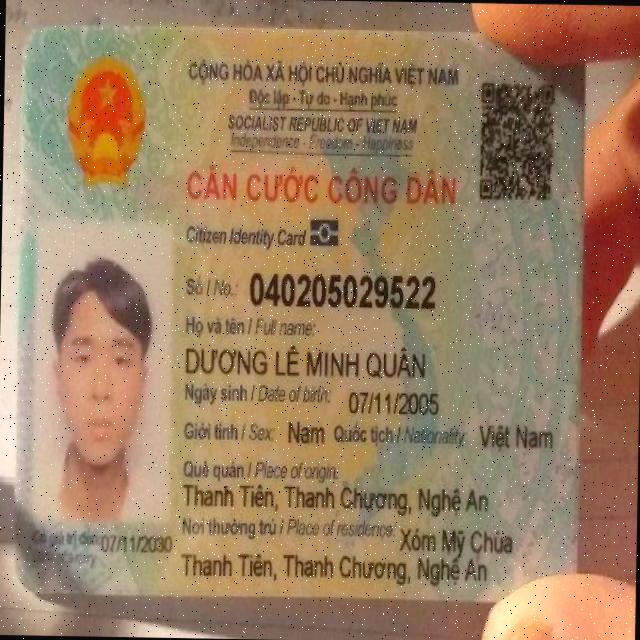 CỘNG HÒA XÃ HỘI CHỦ NGHĨA VIỆT NAM
Độc lập - Tự do - Hạnh phúc
SOCIALIST REPUBLIC OF VIET NAM
Independence - Freedom - Happiness
CĂN CƯỚC CÔNG DÂN
Citizen Identity Card
Số / No.: 040205029522
Họ và tên / Full name:
DƯƠNG LÊ MINH QUÂN
Ngày sinh / Date of birth: 07/11/2005
Giới tính / Sex: Nam Quốc tịch / Nationality: Việt Nam
Quê quán / Place of origin:
Thanh Tiên, Thanh Chương, Nghệ An
Nơi thường trú / Place of residence: Xóm Mỹ Chùa
Thanh Tiên, Thanh Chương, Nghệ An
Có giá trị đến: 07/11/2030